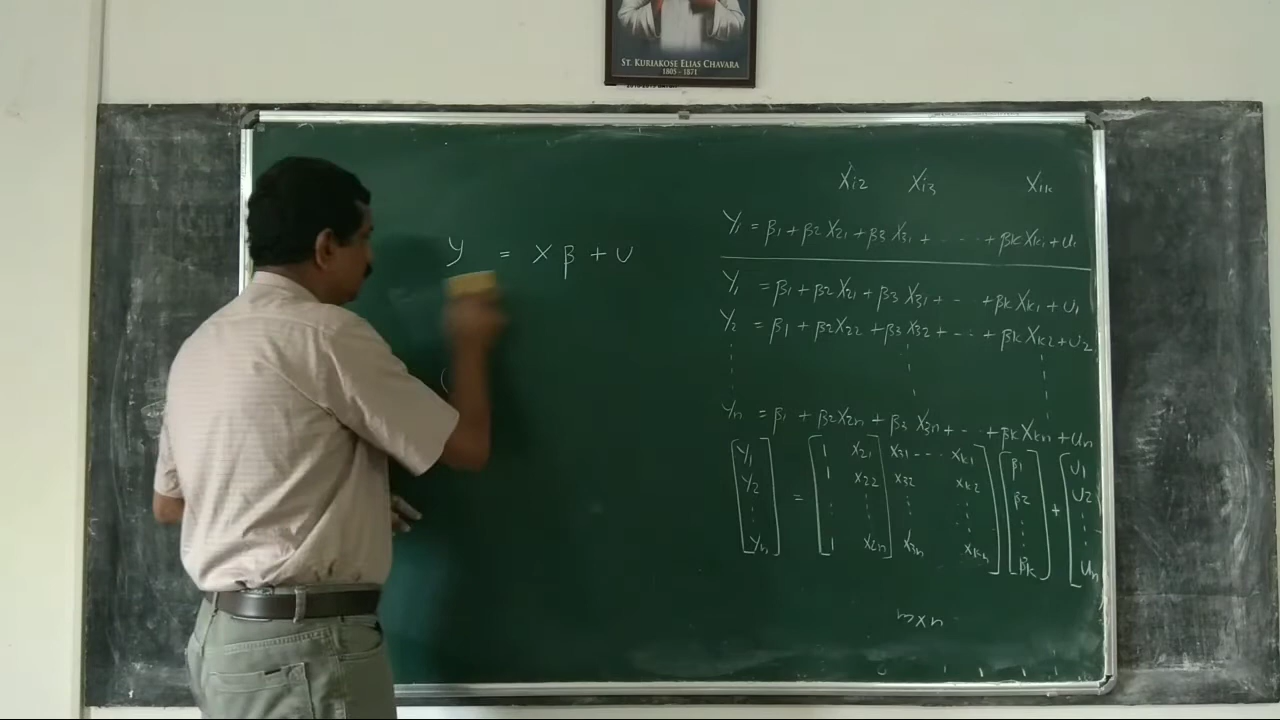 ST. KURIAKOSE ELIAS CHAVARA
1805 - 1871
y = X β + U
Xi2 Xi3 Xik
Yi = β1 + β2 X2i + β3 X3i + - - - - + βk Xki + Ui
Y1 = β1 + β2 X21 + β3 X31 + - - - + βk Xk1 + U1
Y2 = β1 + β2 X22 + β3 X32 + - - - + βk Xk2 + U2
Yn = β1 + β2 X2n + β3 X3n + - - - + βk Xkn + Un
Y1 1 X21 X31 - - - Xk1 β1 U1
Y2 = 1 X22 X32 Xk2 β2 + U2
Yn 1 X2n X3n Xkn βk Un